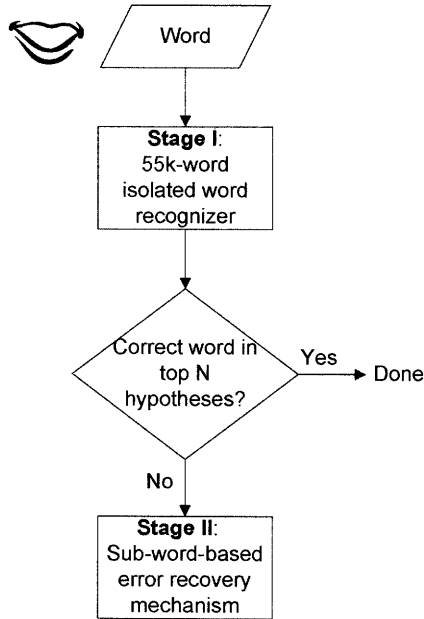 Word
Stage I:
55k-word
isolated word
recognizer
Correct word in
top N
hypotheses?
Yes
Done
No
Stage II:
Sub-word-based
error recovery
mechanism